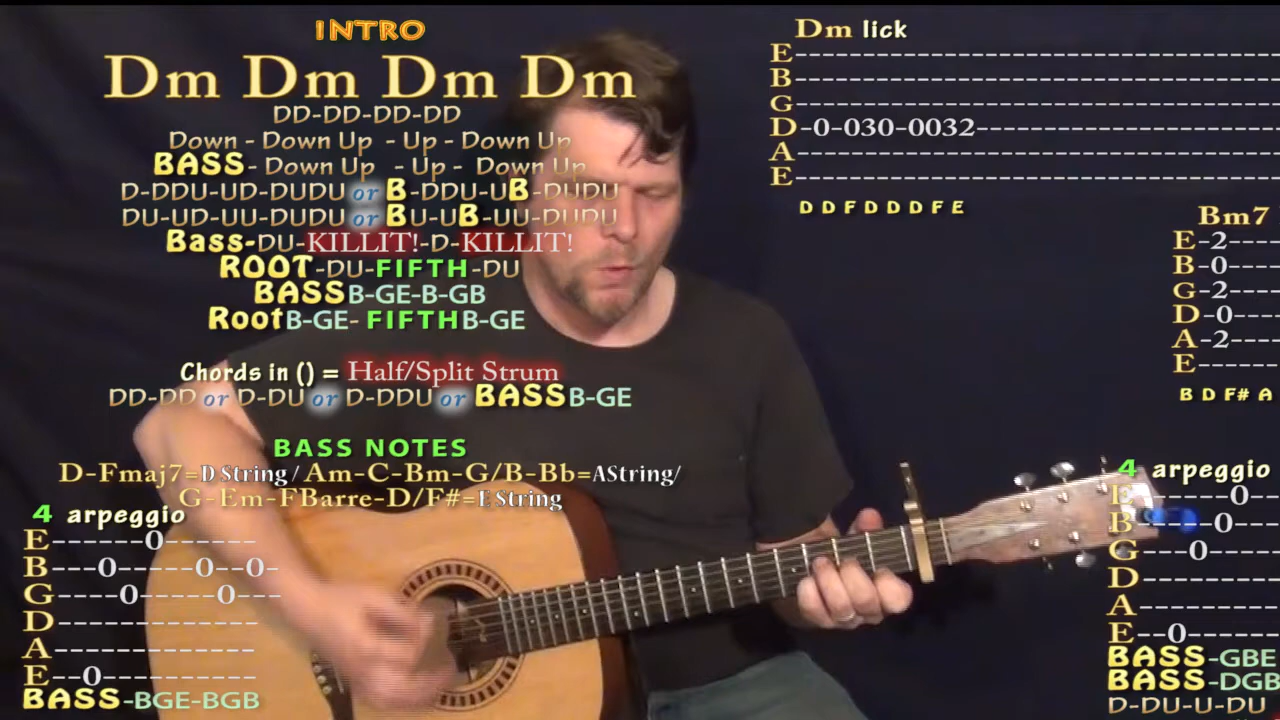 INTRO
Dm Dm Dm Dm
DD-DD-DD-DD
Down - Down Up - Up - Down Up
BASS - Down Up - Up - Down Up
D-DDU-UD-DUDU or B-DDU-UB-DUDU
DU-UD-UU-DUDU or BU-UB-UU-DUDU
Bass-DU-KILLIT!-D-KILLIT!
ROOT-DU-FIFTH-DU
BASSB-GE-B-GB
RootB-GE- FIFTHB-GE
Chords in () = Half/Split Strum
DD-DD or D-DU or D-DDU or BASSB-GE
BASS NOTES
D-Fmaj7=D String / Am-C-Bm-G/B-Bb=AString/
G-Em-FBarre-D/F#=E String
4 arpeggio
E------0------
B---0----0--0-
G----0----0---
D-------------
A-------------
E--0----------
BASS-BGE-BGB
Dm lick
E------------------------------
B------------------------------
G------------------------------
D-0-030-0032-------------------
A------------------------------
E------------------------------
D D F D D D F E
Bm7
E-2----
B-0----
G-2----
D-0----
A-2----
E------
B D F# A
4 arpeggio
E------0---
B-----0----
G---0------
D----------
A----------
E--0-------
BASS-GBE
BASS-DGB
D-DU-U-DU